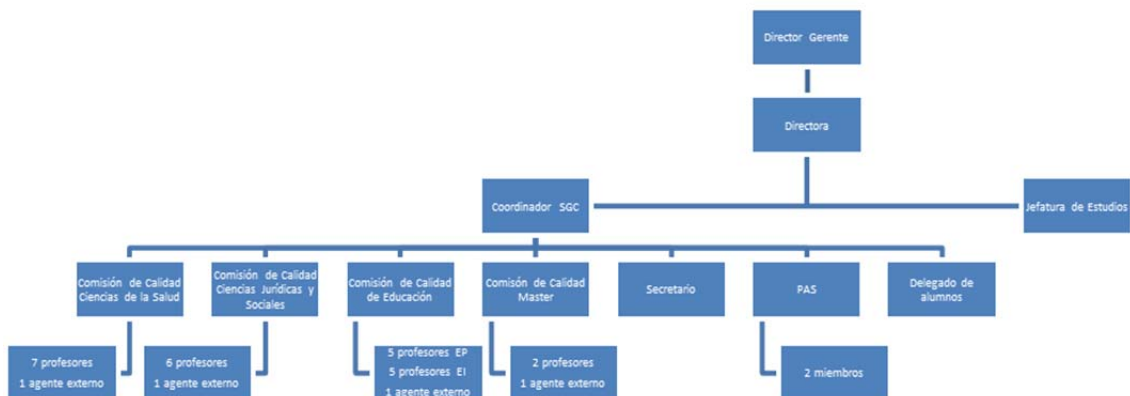 Director Gerente
Directora
Coordinador SGC
Jefatura de Estudios
Comisión de Calidad
Ciencias de la Salud
Comisión de Calidad
Ciencias Jurídicas y
Sociales
Comisión de Calidad
de Educación
Comisón de Calidad
Master
Secretario
PAS
Delegado de
alumnos
7 profesores
1 agente externo
6 profesores
1 agente externo
5 profesores EP
5 profesores EI
1 agente externo
2 profesores
1 agente externo
2 miembros